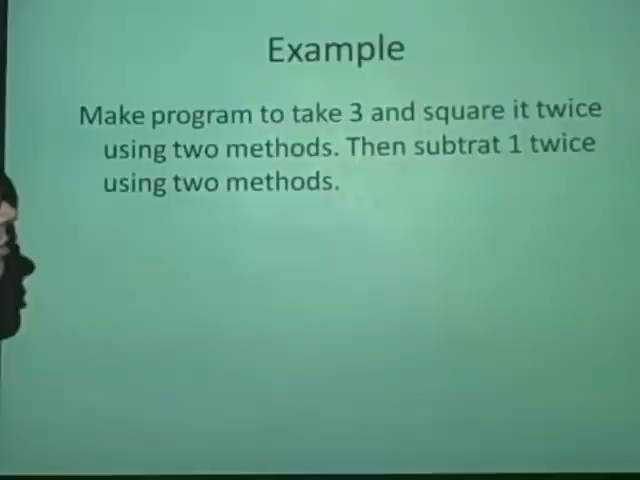 Example
Make program to take 3 and square it twice
using two methods. Then subtrat 1 twice
using two methods.